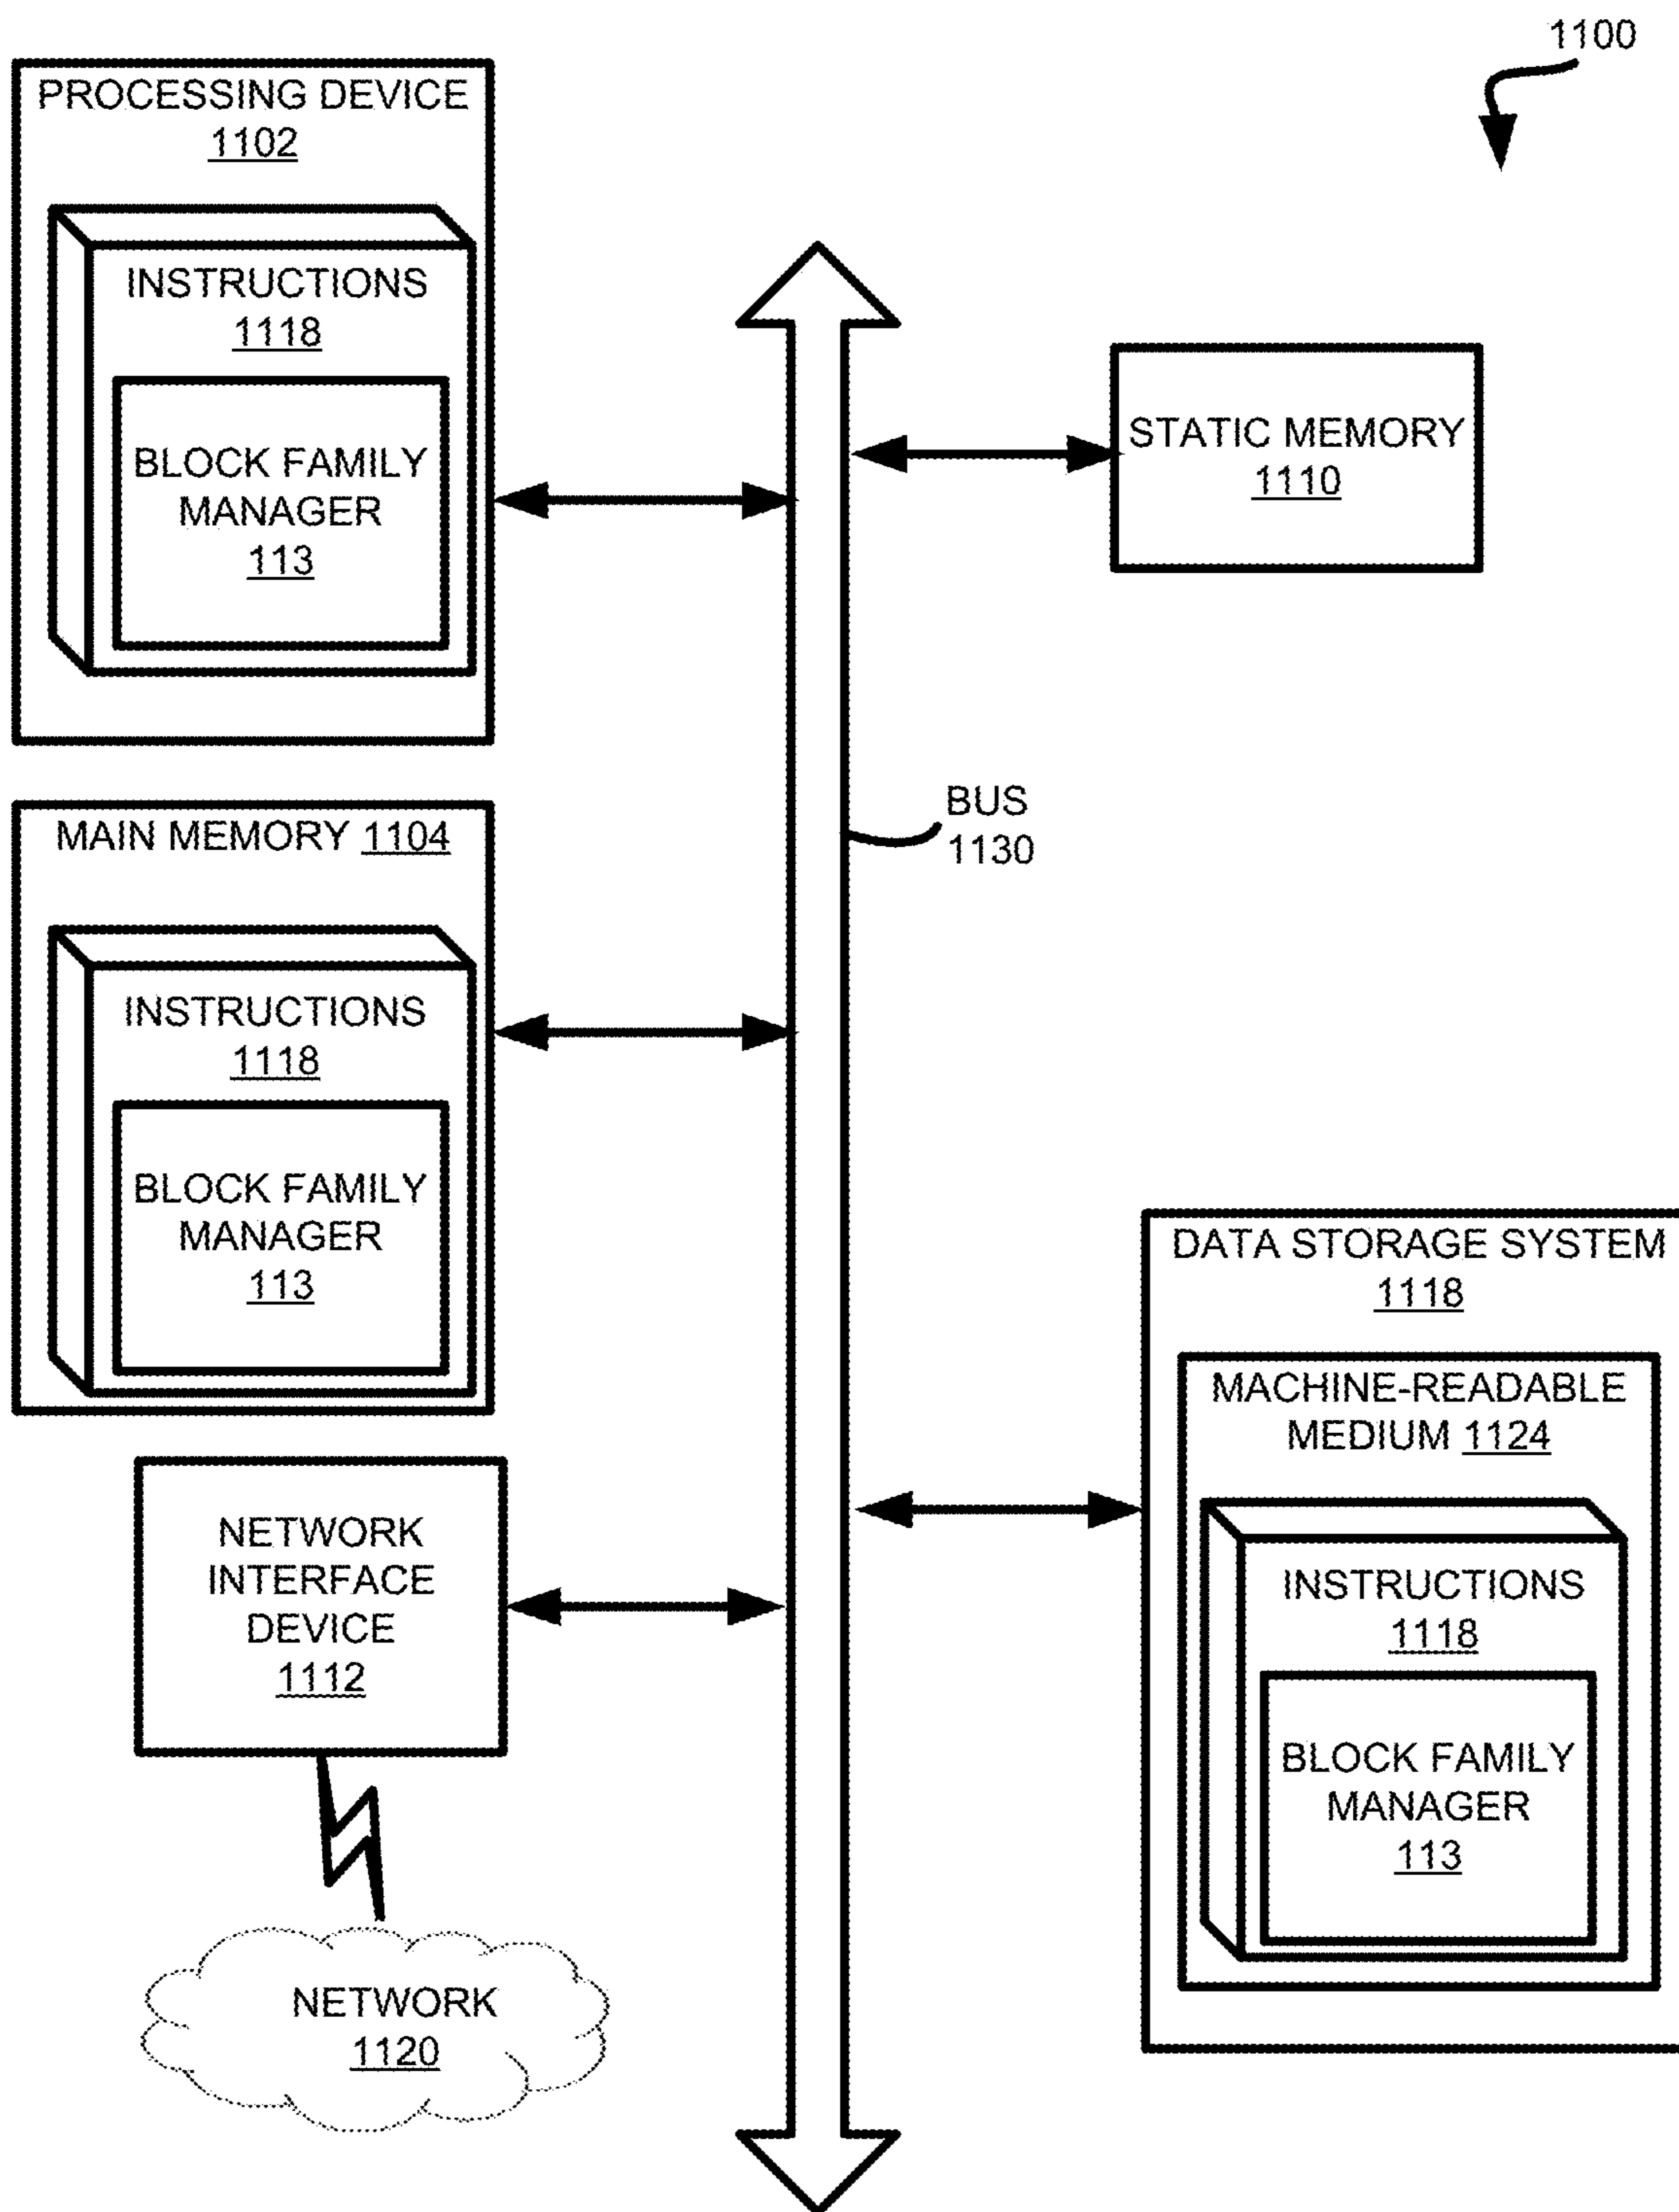 1100
PROCESSING DEVICE
1102
INSTRUCTIONS
1118
BLOCK FAMILY
MANAGER
113
STATIC MEMORY
1110
BUS
1130
MAIN MEMORY 1104
INSTRUCTIONS
1118
BLOCK FAMILY
MANAGER
113
DATA STORAGE SYSTEM
1118
MACHINE-READABLE
MEDIUM 1124
INSTRUCTIONS
1118
BLOCK FAMILY
MANAGER
113
NETWORK
INTERFACE
DEVICE
1112
NETWORK
1120